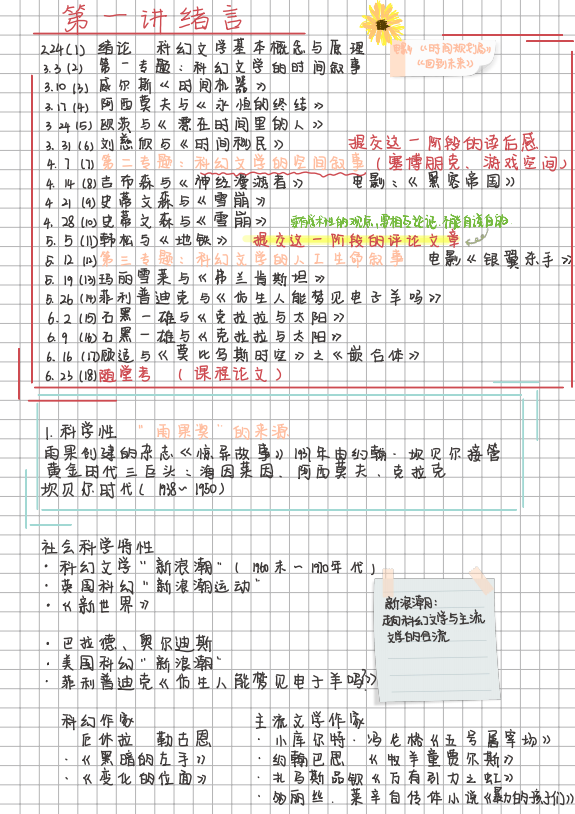 第一讲绪言
电影《时间规划局》
《回到未来》
2.24(1) 绪论 科幻文学基本概念与原理
3.3(2) 第一专题：科幻文学的时间叙事
3.10(3) 威尔斯《时间机器》
3.17(4) 阿西莫夫与《永恒的终结》
3.24(5) 欧茨与《漂在时间里的人》
3.31(6) 刘慈欣与《时间移民》 提交这一阶段的读后感
4.7(7) 第二专题：科幻文学的空间叙事（赛博朋克、游戏空间）
4.14(8) 吉布森与《神经漫游者》 电影：《黑客帝国》
4.21(9) 史蒂文森与《雪崩》
4.28(10) 史蒂文森与《雪崩》
5.5(11) 韩松与《地铁》 提交这一阶段的评论文章
5.12(12) 第三专题：科幻文学的人工生命叙事 电影《银翼杀手》
5.19(13) 玛丽雪莱与《弗兰肯斯坦》
5.26(14) 菲利普迪克与《仿生人能梦见电子羊吗》
6.2(15) 石黑一雄与《克拉拉与太阳》
6.9(16) 石黑一雄与《克拉拉与太阳》
6.16(17) 顾适与《莫比乌斯时空》之《嵌合体》
6.23(18) 随堂考 （课程论文）
1.科学性 "雨果奖"的来源
雨果创建的杂志《惊异故事》1937年由约翰·坎贝尔接管
黄金时代三巨头：海因莱因、阿西莫夫、克拉克
坎贝尔时代(1938~1950)
社会科学特性
·科幻文学"新浪潮"(1960末~1970年代)
·英国科幻"新浪潮运动"
·《新世界》
新浪潮：
走向科幻文学与主流
文学的合流
·巴拉德、奥尔迪斯
·美国科幻"新浪潮"
·菲利普迪克《仿生人能梦见电子羊吗?》
科幻作家
厄休拉 勒古恩
·《黑暗的左手》
·《变化的位面》
主流文学作家
·小库尔特·冯尼格《五号屠宰场》
·约翰巴思 《牧羊童贾尔斯》
·托马斯品钦《万有引力之虹》
·多丽丝．莱辛自传体小说《暴力的孩子们》